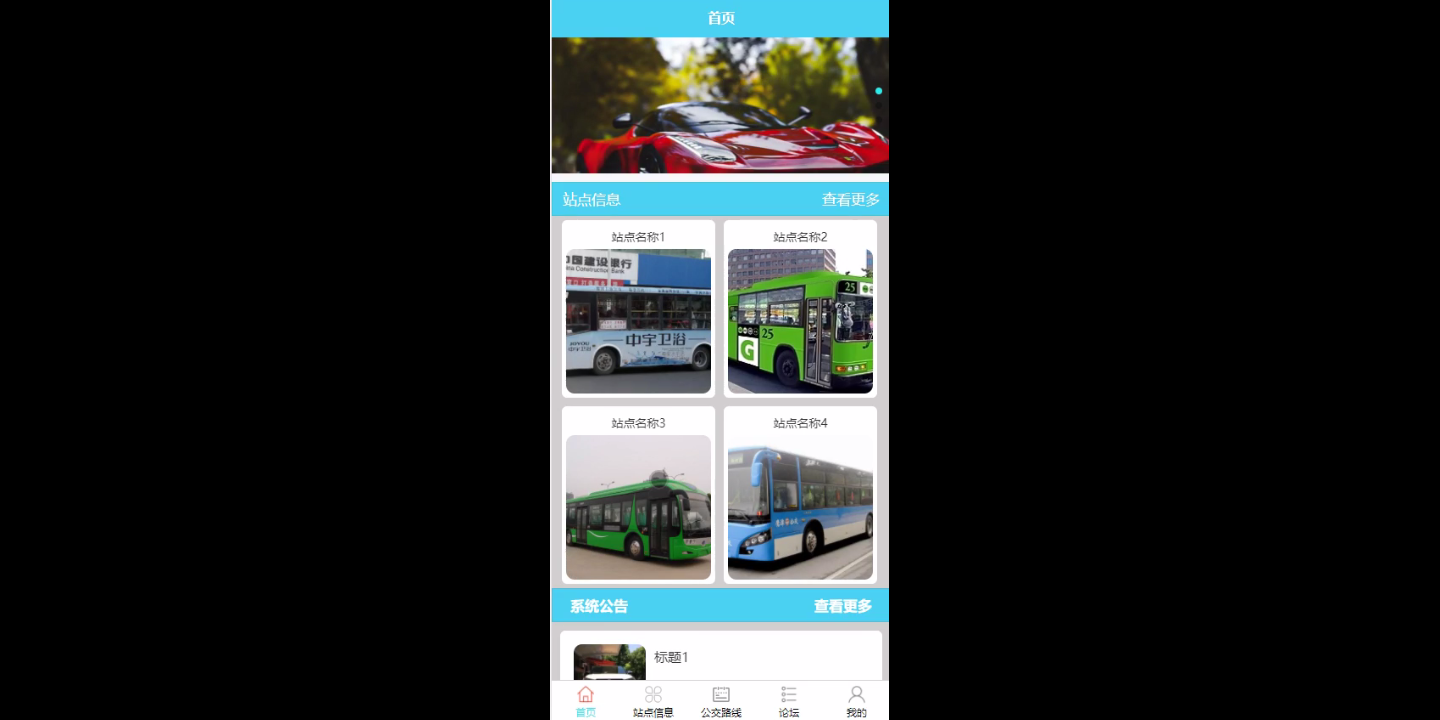 首页
站点信息
查看更多
站点名称1
站点名称2
中国建设银行
China Construction Bank
中宇卫浴
25
25
G
站点名称3
站点名称4
系统公告
查看更多
标题1
首页
站点信息
公交路线
论坛
我的